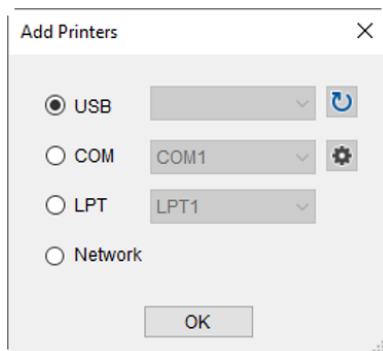 Add Printers
USB
COM COM1
LPT LPT1
Network
OK